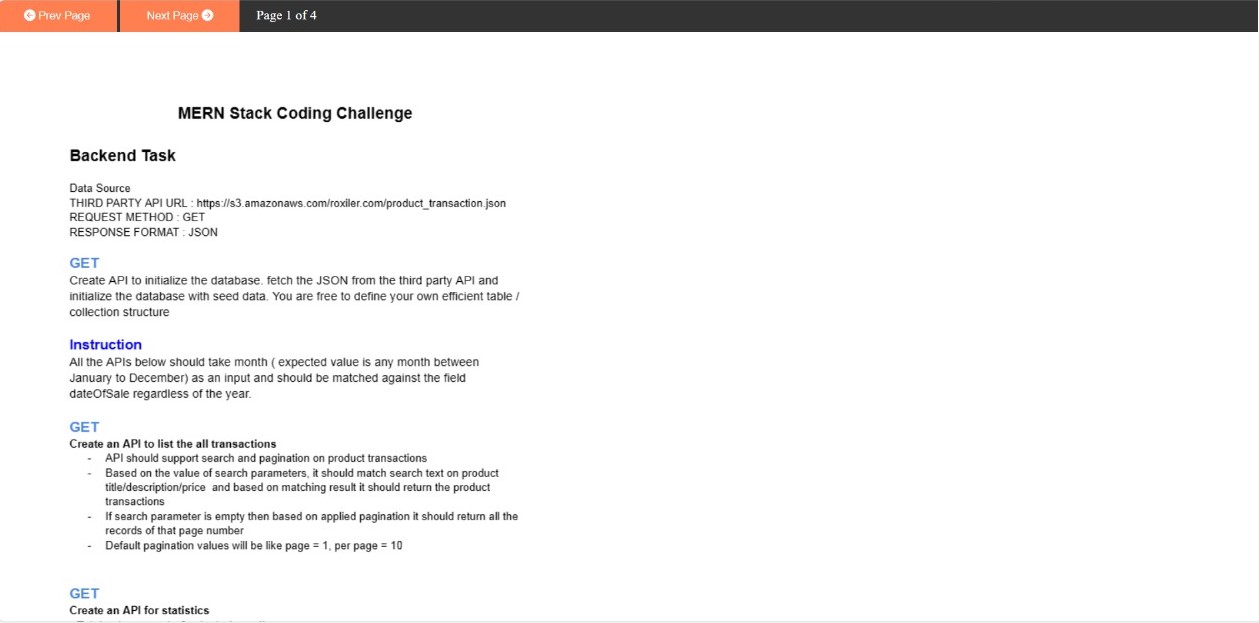 Prev Page Next Page Page 1 of 4
MERN Stack Coding Challenge
Backend Task
Data Source
THIRD PARTY API URL : https://s3.amazonaws.com/roxiler.com/product_transaction.json
REQUEST METHOD : GET
RESPONSE FORMAT : JSON
GET
Create API to initialize the database. fetch the JSON from the third party API and
initialize the database with seed data. You are free to define your own efficient table /
collection structure
Instruction
All the APIs below should take month ( expected value is any month between
January to December) as an input and should be matched against the field
dateOfSale regardless of the year.
GET
Create an API to list the all transactions
- API should support search and pagination on product transactions
- Based on the value of search parameters, it should match search text on product
title/description/price and based on matching result it should return the product
transactions
- If search parameter is empty then based on applied pagination it should return all the
records of that page number
- Default pagination values will be like page = 1, per page = 10
GET
Create an API for statistics